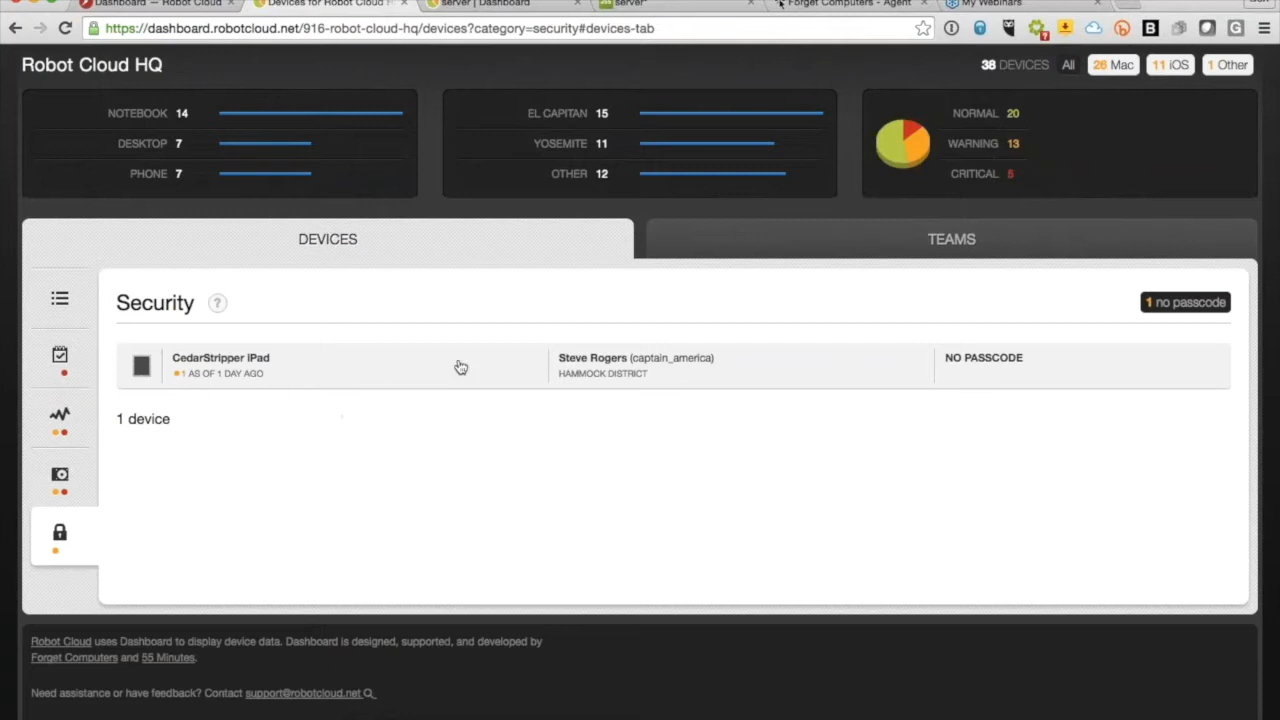 Dashboard — Robot Cloud
Devices for Robot Cloud
server | Dashboard
server
Forget Computers - Agent
My Webinars
https://dashboard.robotcloud.net/916-robot-cloud-hq/devices?category=security#devices-tab
Robot Cloud HQ
38 DEVICES All 26 Mac 11 iOS 1 Other
NOTEBOOK 14
DESKTOP 7
PHONE 7
EL CAPITAN 15
YOSEMITE 11
OTHER 12
NORMAL 20
WARNING 13
CRITICAL 5
DEVICES
TEAMS
Security ?
1 no passcode
CedarStripper iPad
1 AS OF 1 DAY AGO
Steve Rogers (captain_america)
HAMMOCK DISTRICT
NO PASSCODE
1 device
Robot Cloud uses Dashboard to display device data. Dashboard is designed, supported, and developed by
Forget Computers and 55 Minutes.
Need assistance or have feedback? Contact support@robotcloud.net